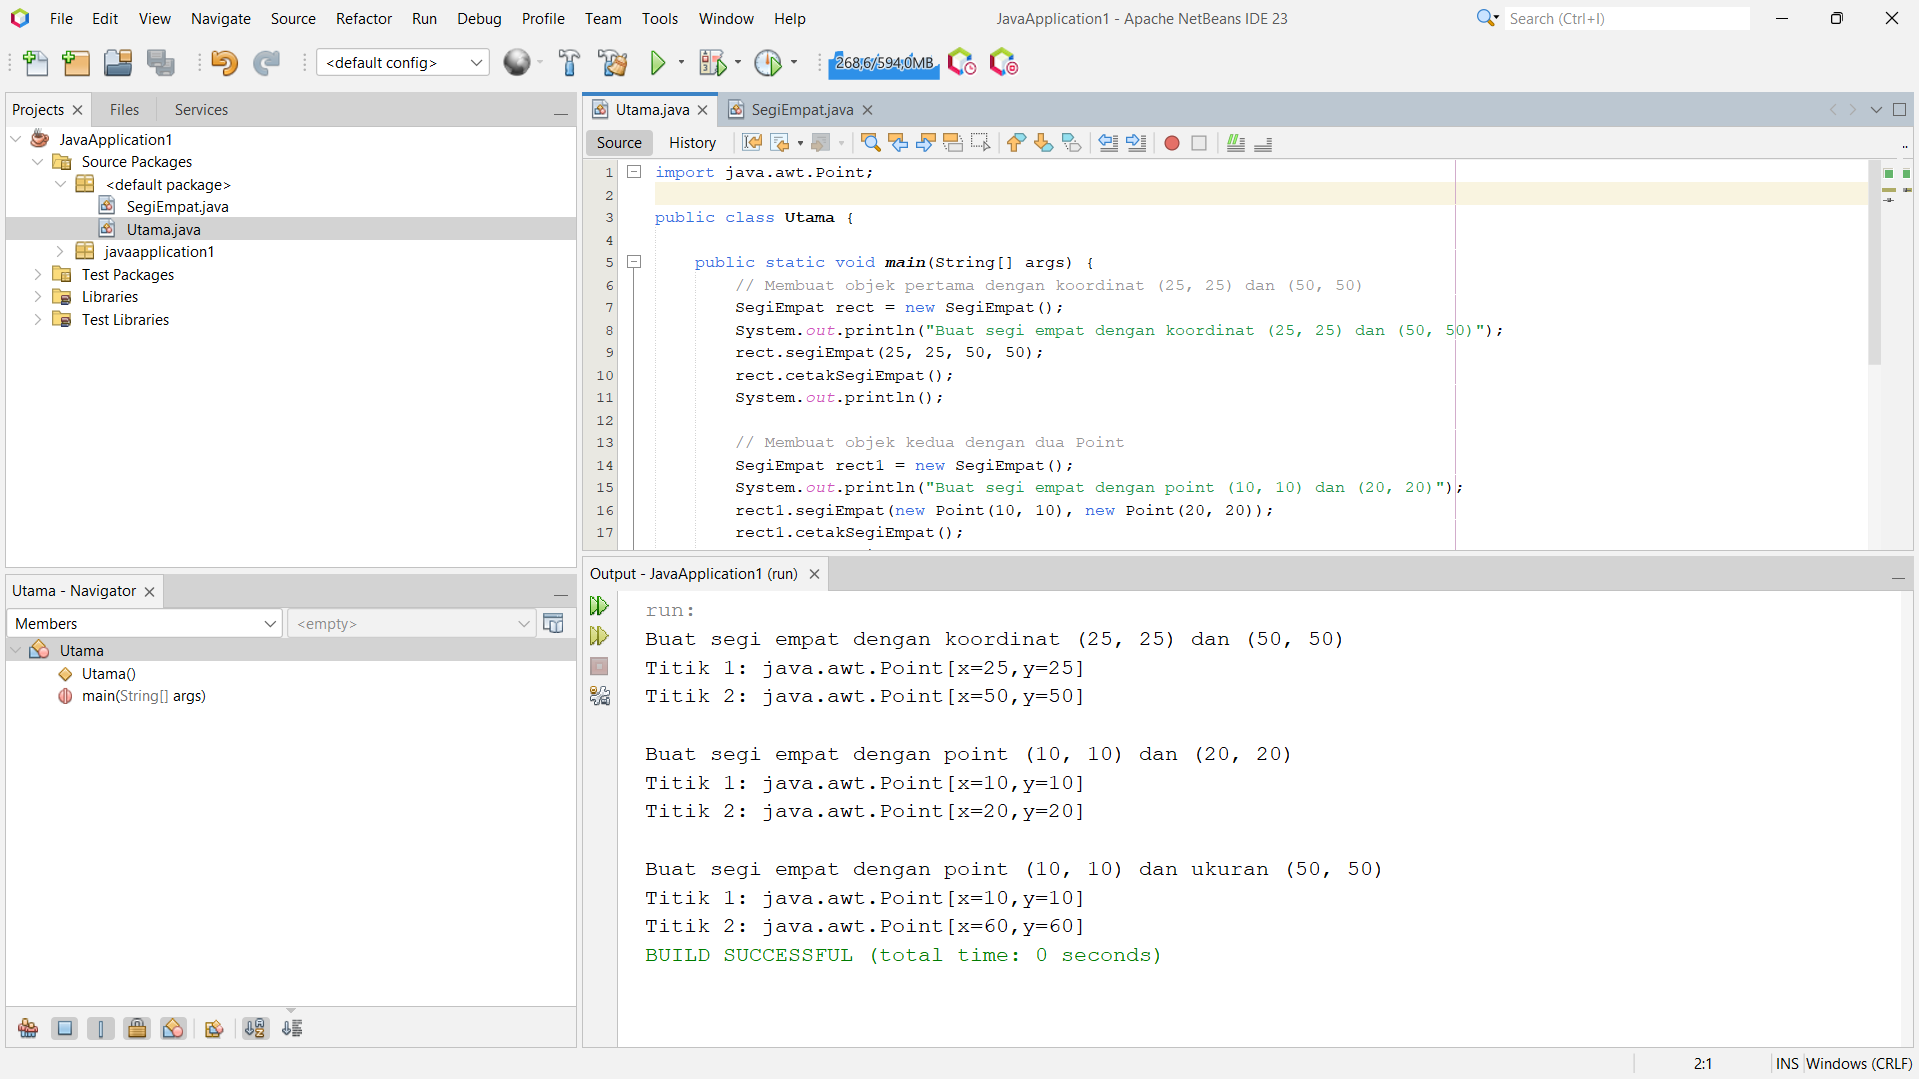 File Edit View Navigate Source Refactor Run Debug Profile Team Tools Window Help
JavaApplication1 - Apache NetBeans IDE 23
Search (Ctrl+I)
<default config>
268,6/594,0MB
Projects Files Services
JavaApplication1
Source Packages
<default package>
SegiEmpat.java
Utama.java
javaapplication1
Test Packages
Libraries
Test Libraries
Utama - Navigator
Members <empty>
Utama
Utama()
main(String[] args)
Utama.java SegiEmpat.java
Source History
1 import java.awt.Point;
2
3 public class Utama {
4
5 public static void main(String[] args) {
6 // Membuat objek pertama dengan koordinat (25, 25) dan (50, 50)
7 SegiEmpat rect = new SegiEmpat();
8 System.out.println("Buat segi empat dengan koordinat (25, 25) dan (50, 50)");
9 rect.segiEmpat(25, 25, 50, 50);
10 rect.cetakSegiEmpat();
11 System.out.println();
12
13 // Membuat objek kedua dengan dua Point
14 SegiEmpat rect1 = new SegiEmpat();
15 System.out.println("Buat segi empat dengan point (10, 10) dan (20, 20)");
16 rect1.segiEmpat(new Point(10, 10), new Point(20, 20));
17 rect1.cetakSegiEmpat();
Output - JavaApplication1 (run)
run:
Buat segi empat dengan koordinat (25, 25) dan (50, 50)
Titik 1: java.awt.Point[x=25,y=25]
Titik 2: java.awt.Point[x=50,y=50]
Buat segi empat dengan point (10, 10) dan (20, 20)
Titik 1: java.awt.Point[x=10,y=10]
Titik 2: java.awt.Point[x=20,y=20]
Buat segi empat dengan point (10, 10) dan ukuran (50, 50)
Titik 1: java.awt.Point[x=10,y=10]
Titik 2: java.awt.Point[x=60,y=60]
BUILD SUCCESSFUL (total time: 0 seconds)
2:1 INS Windows (CRLF)